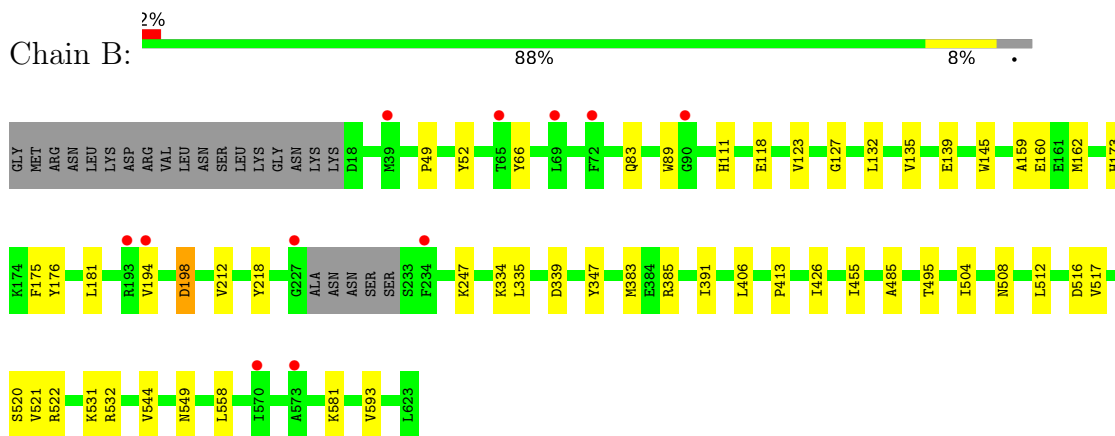 2%
Chain B:
88% 8% •
GLY MET ARG ASN LEU LYS ASP ARG VAL LEU ASN SER LEU LYS GLY ASN LYS LYS D18 M39 P49 Y52 T65 Y66 L69 F72 Q83 W89 G90 H111 E118 V123 G127 L132 V135 E139 W145 A159 E160 E161 M162 H173
K174 F175 Y176 L181 R193 V194 D198 V212 Y218 G227 ALA ASN ASN SER SER S233 F234 K247 K334 L335 D339 Y347 M383 E384 R385 I391 L406 P413 I426 I455 A485 T495 I504 N508 L512 D516 V517
S520 V521 R522 K531 R532 V544 N549 L558 I570 A573 K581 V593 L623